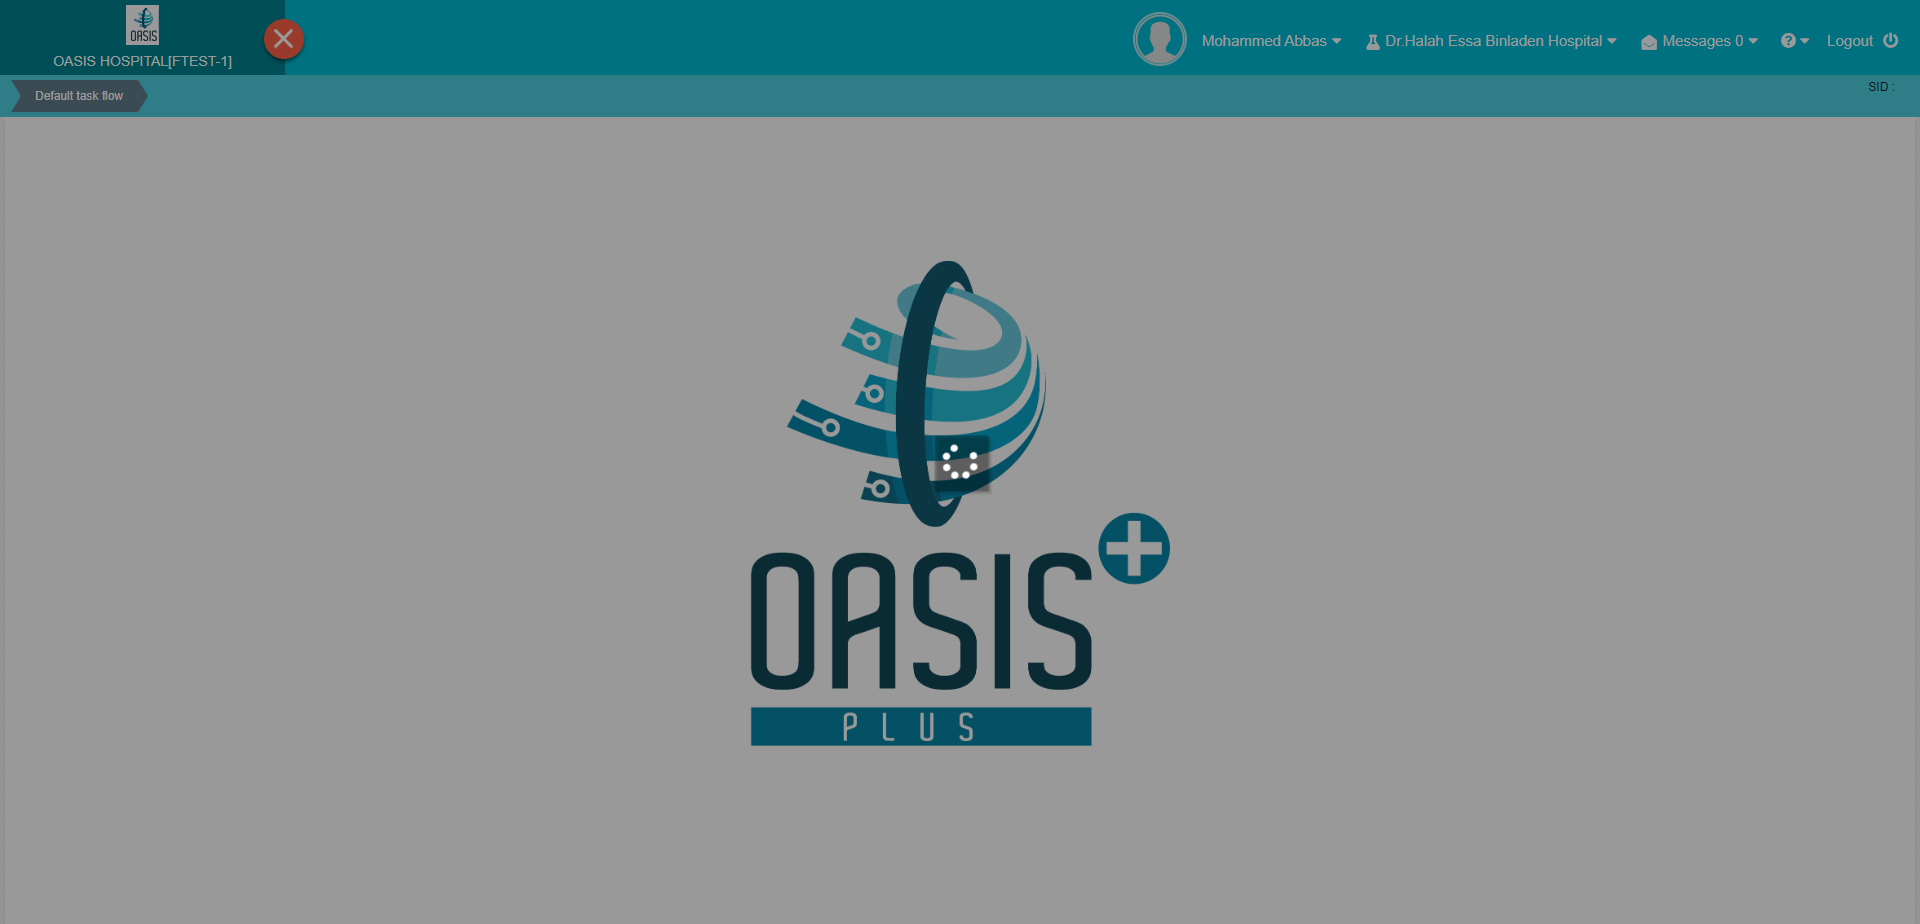 OASIS
OASIS HOSPITAL[FTEST-1]
Mohammed Abbas
Dr.Halah Essa Binladen Hospital
Messages 0
?
Logout
Default task flow
SID :
OASIS
PLUS